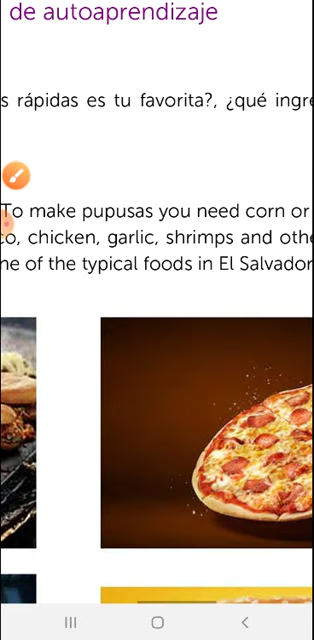 de autoaprendizaje
s rápidas es tu favorita?, ¿qué ingre
To make pupusas you need corn or
co, chicken, garlic, shrimps and othe
ne of the typical foods in El Salvador